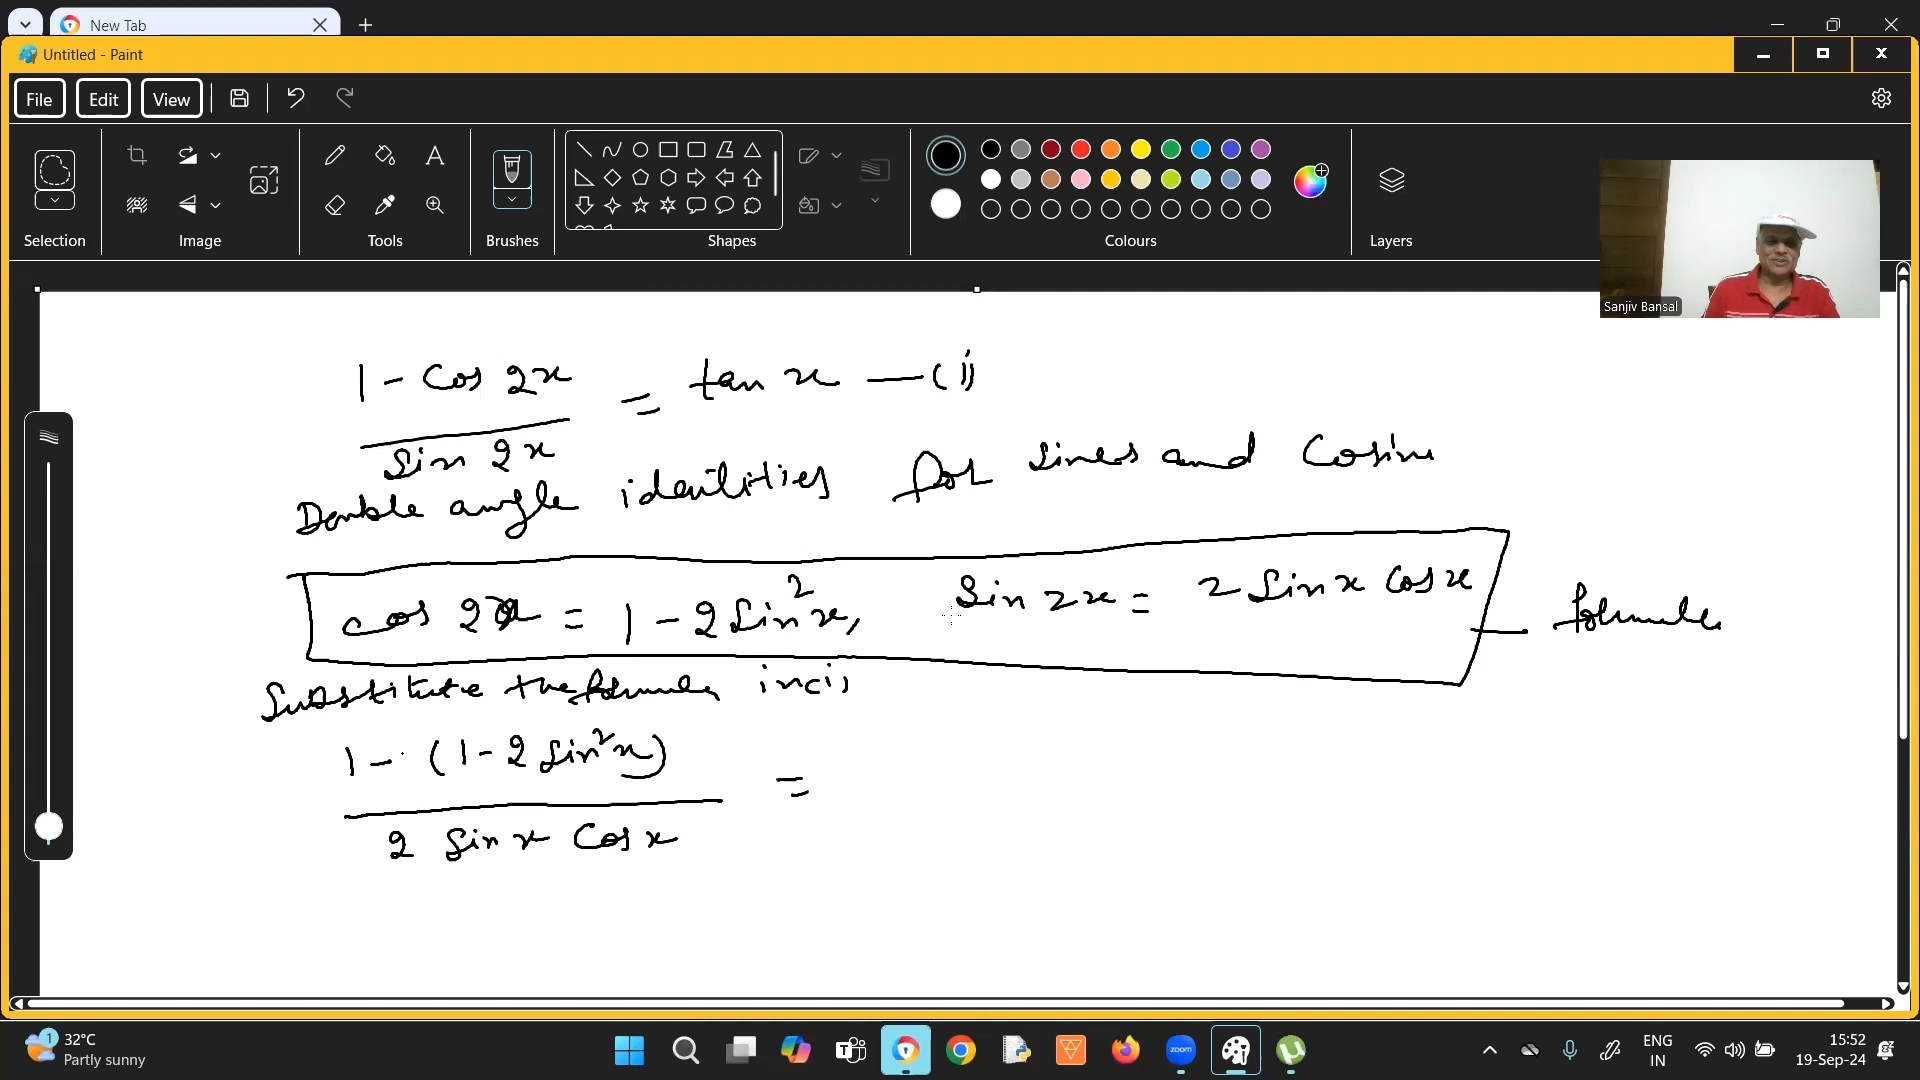 New Tab
Untitled - Paint
File Edit View
Selection Image Tools Brushes Shapes Colours Layers
Sanjiv Bansal
1 - Cos 2x = tan x — (i)
Sin 2x
Double angle identities for Sines and Cosine
cos 2x = 1 - 2 Sin²x, Sin 2x = 2 Sin x Cos x — formula
Substitute the formula in (i)
1 - (1 - 2 Sin²x) =
2 Sin x Cos x
1
32°C
Partly sunny
zoom
ENG
IN
15:52
19-Sep-24